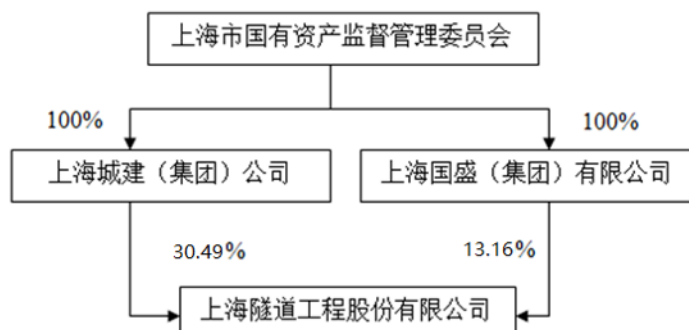 上海市国有资产监督管理委员会
100%
100%
上海城建（集团）公司
上海国盛（集团）有限公司
30.49%
13.16%
上海隧道工程股份有限公司